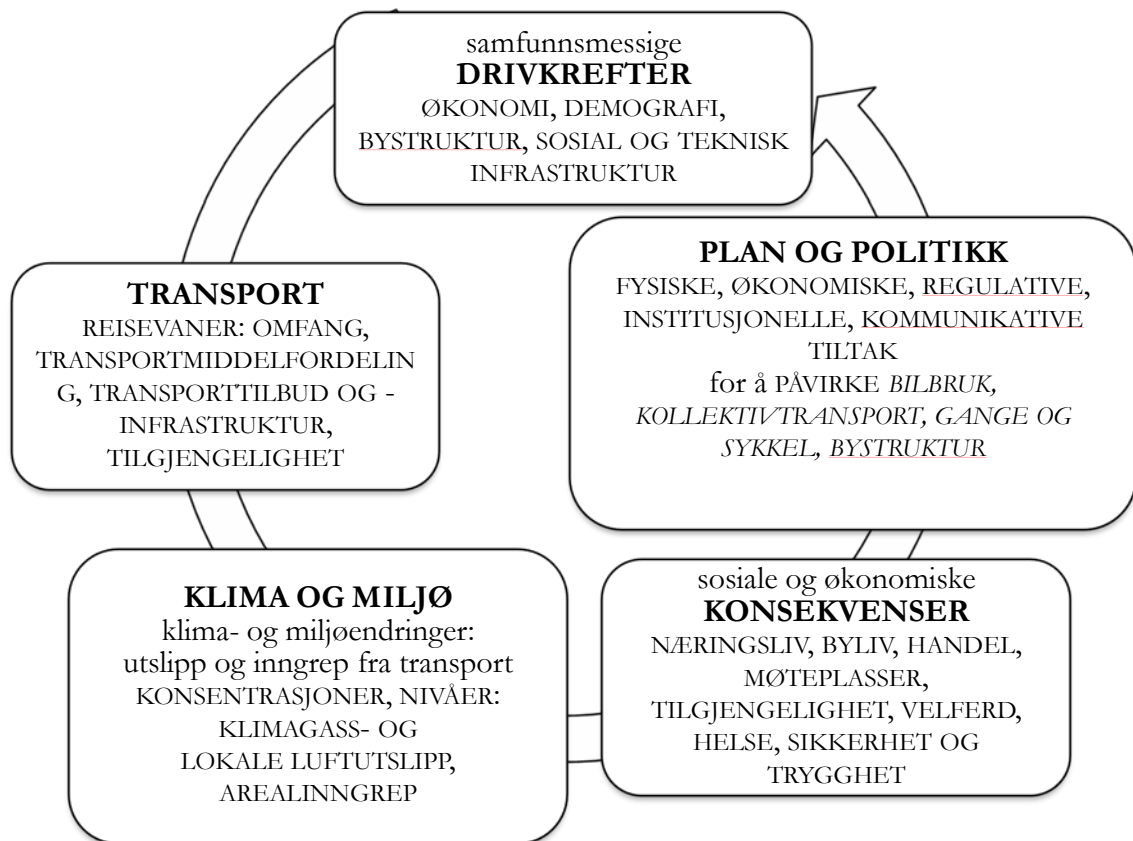 samfunnsmessige
DRIVKREFTER
ØKONOMI, DEMOGRAFI,
BYSTRUKTUR, SOSIAL OG TEKNISK
INFRASTRUKTUR
PLAN OG POLITIKK
FYSISKE, ØKONOMISKE, REGULATIVE,
INSTITUSJONELLE, KOMMUNIKATIVE
TILTAK
for å PÅVIRKE BILBRUK,
KOLLEKTIVTRANSPORT, GANGE OG
SYKKEL, BYSTRUKTUR
sosiale og økonomiske
KONSEKVENSER
NÆRINGSLIV, BYLIV, HANDEL,
MØTEPLASSER,
TILGJENGELIGHET, VELFERD,
HELSE, SIKKERHET OG
TRYGGHET
KLIMA OG MILJØ
klima- og miljøendringer:
utslipp og inngrep fra transport
KONSENTRASJONER, NIVÅER:
KLIMAGASS- OG
LOKALE LUFTUTSLIPP,
AREALINNGREP
TRANSPORT
REISEVANER: OMFANG,
TRANSPORTMIDDELFORDELIN
G, TRANSPORTTILBUD OG -
INFRASTRUKTUR,
TILGJENGELIGHET